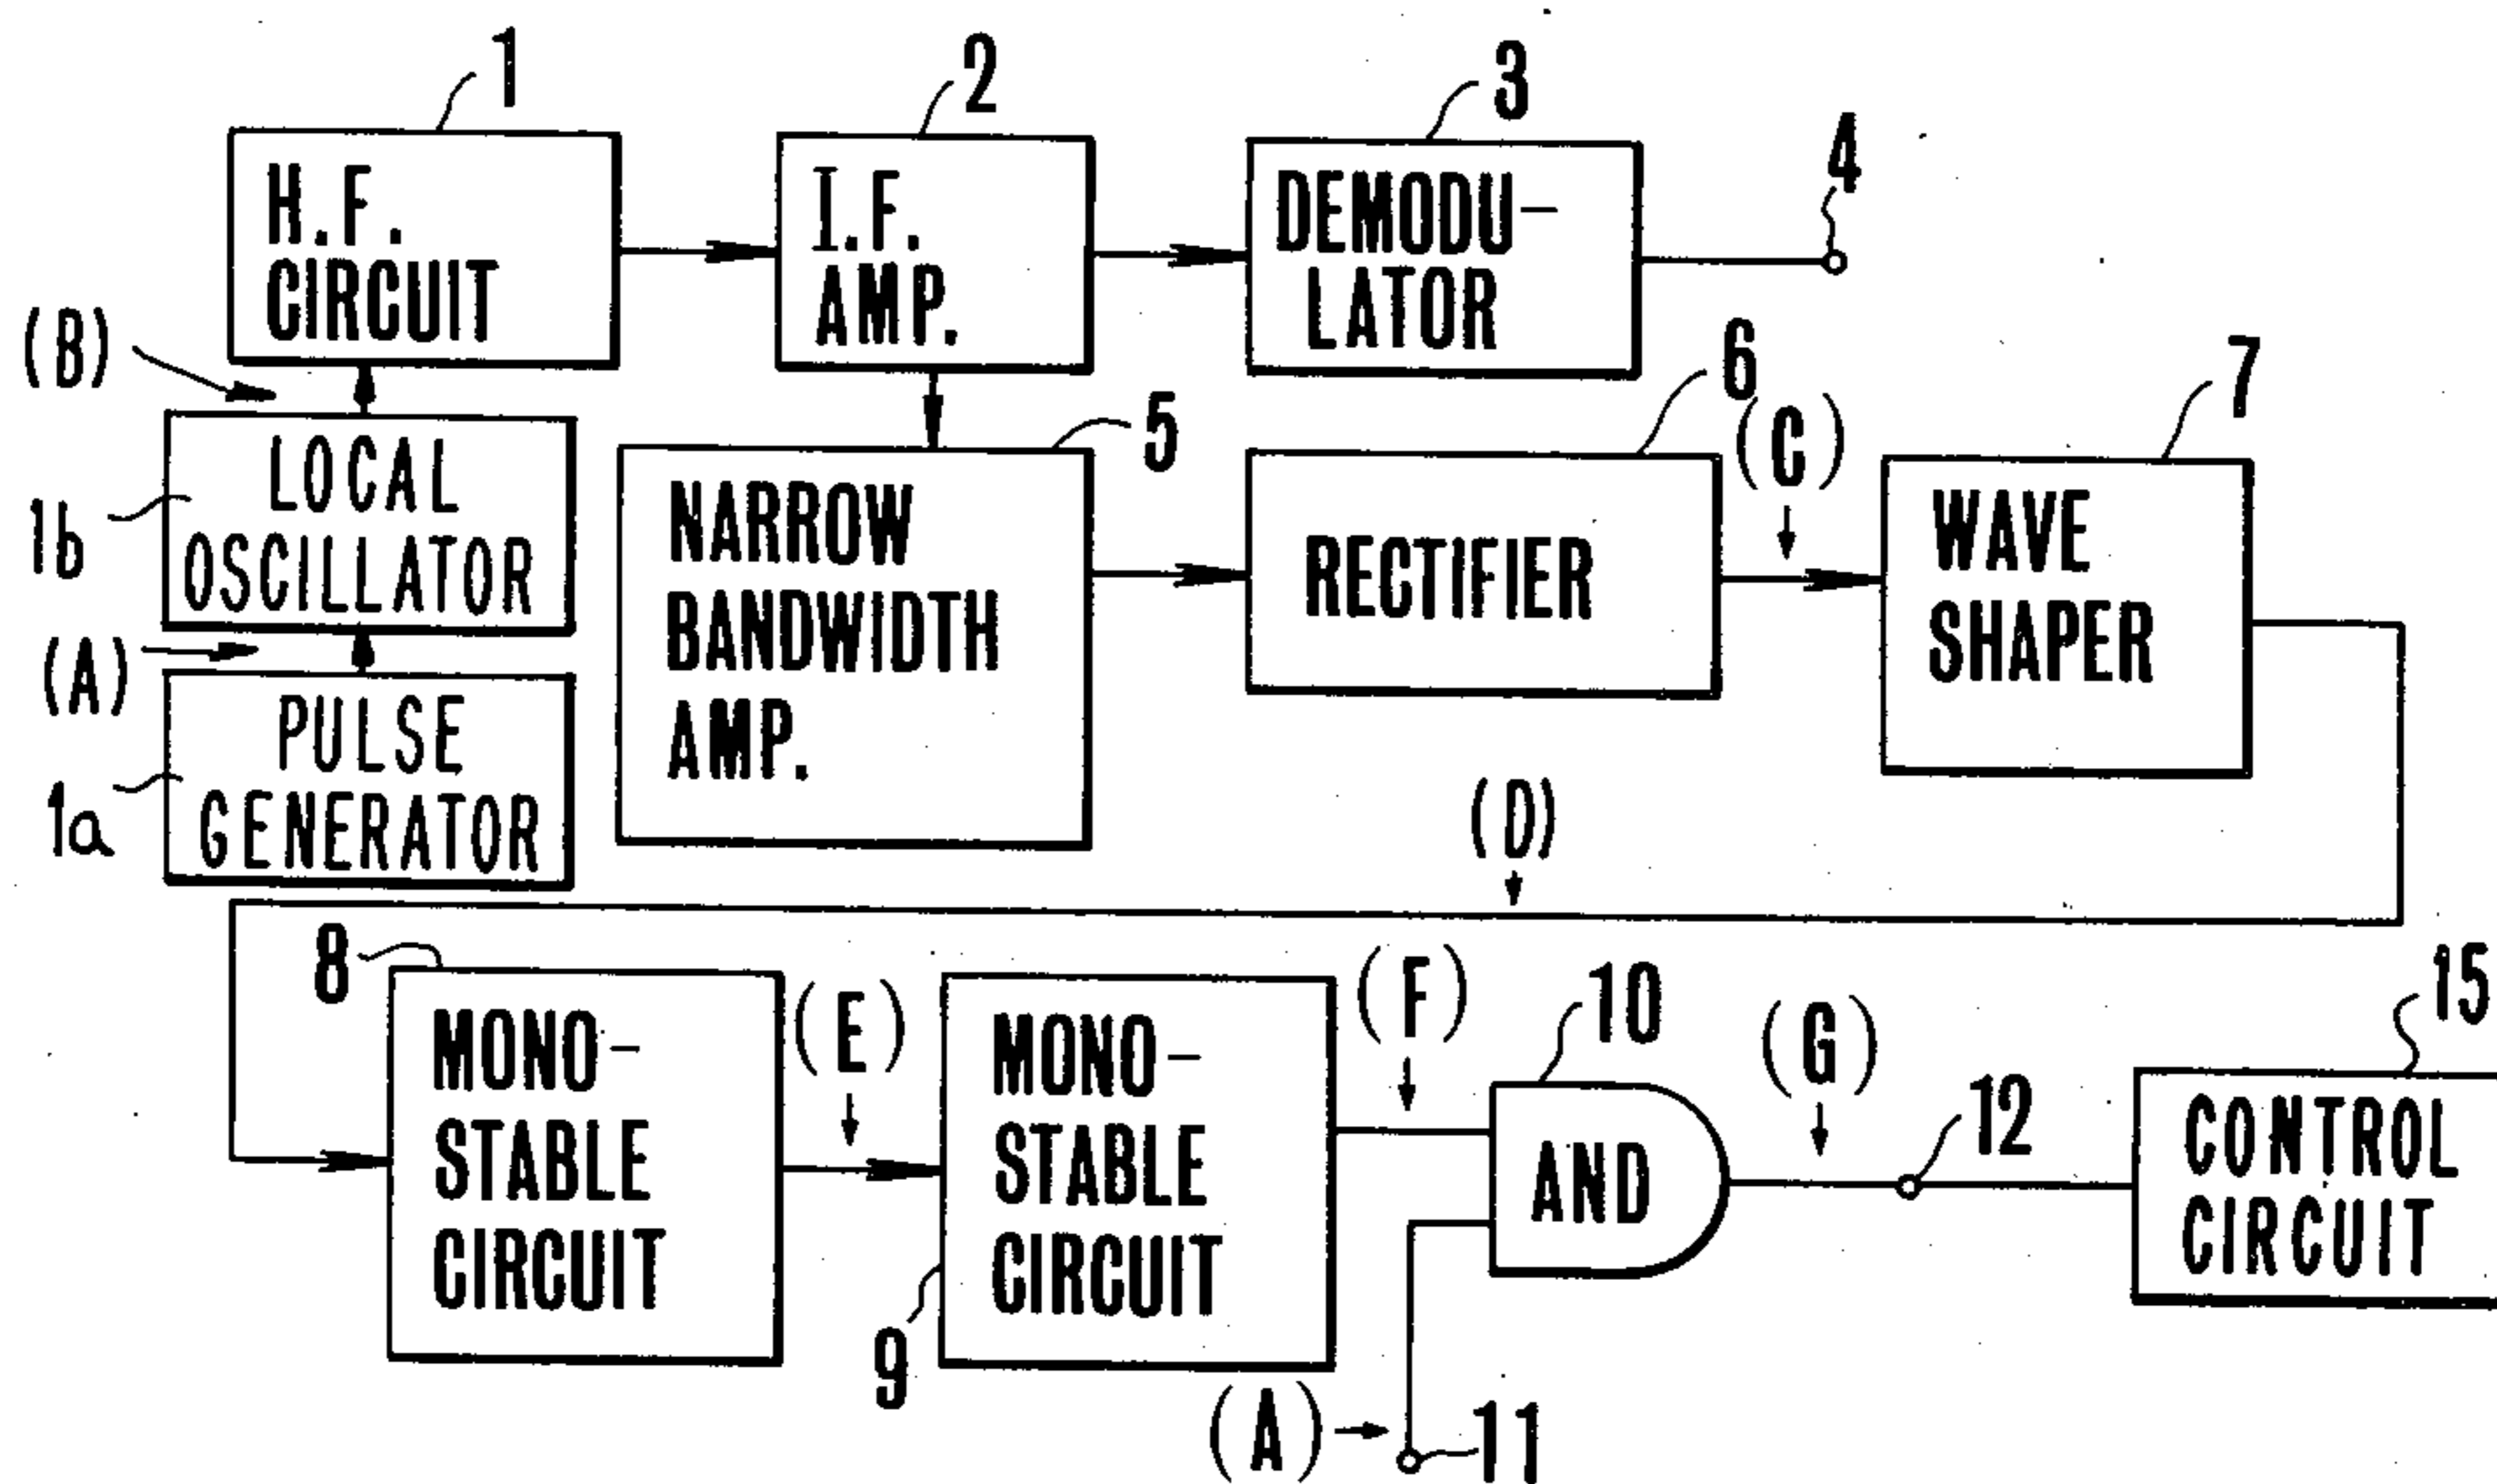 1
2
3
4
H.F.
CIRCUIT
I.F.
AMP.
DEMODU-
LATOR
(B)
5
6
(C)
7
LOCAL
OSCILLATOR
1b
NARROW
BANDWIDTH
AMP.
RECTIFIER
WAVE
SHAPER
(A)
PULSE
GENERATOR
1a
(D)
8
MONO-
STABLE
CIRCUIT
(E)
9
MONO-
STABLE
CIRCUIT
(F)
10
AND
(G)
12
15
CONTROL
CIRCUIT
(A)
11